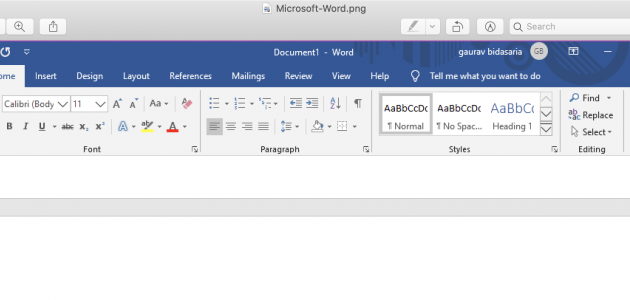 Microsoft-Word.png
Search
Document1 - Word
gaurav bidasaria
GB
Insert Design Layout References Mailings Review View Help Tell me what you want to do
Calibri (Body 11 A A Aa A
B I U abc x₂ x² A ab A
AaBbCcDc AaBbCcDc AaBbCc
¶ Normal ¶ No Spac... Heading 1
Find
Replace
Select
Font Paragraph Styles Editing